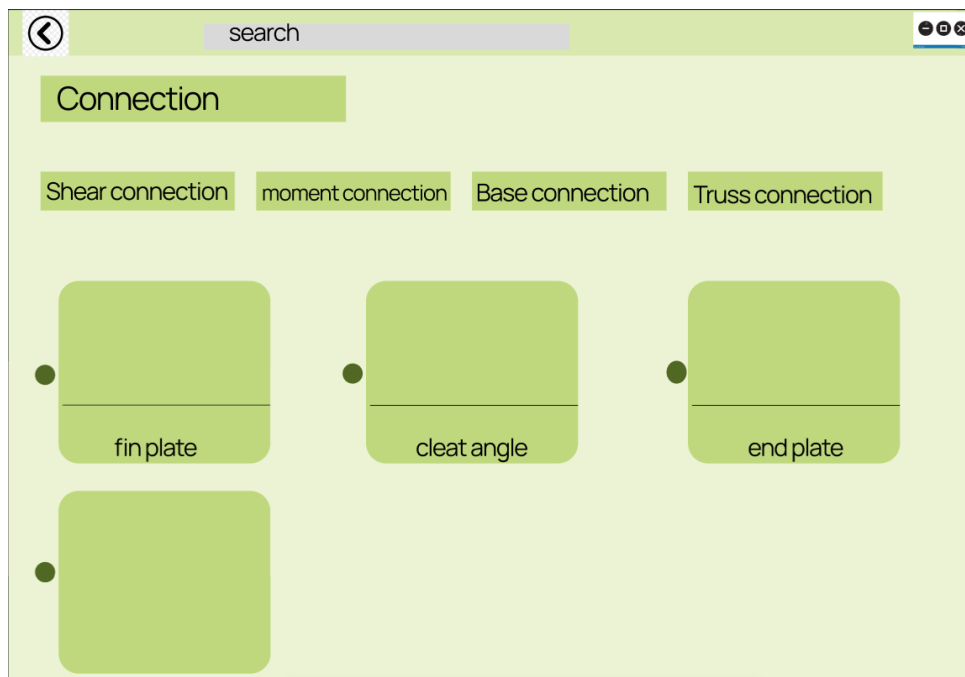 search
Connection
Shear connection
moment connection
Base connection
Truss connection
fin plate
cleat angle
end plate